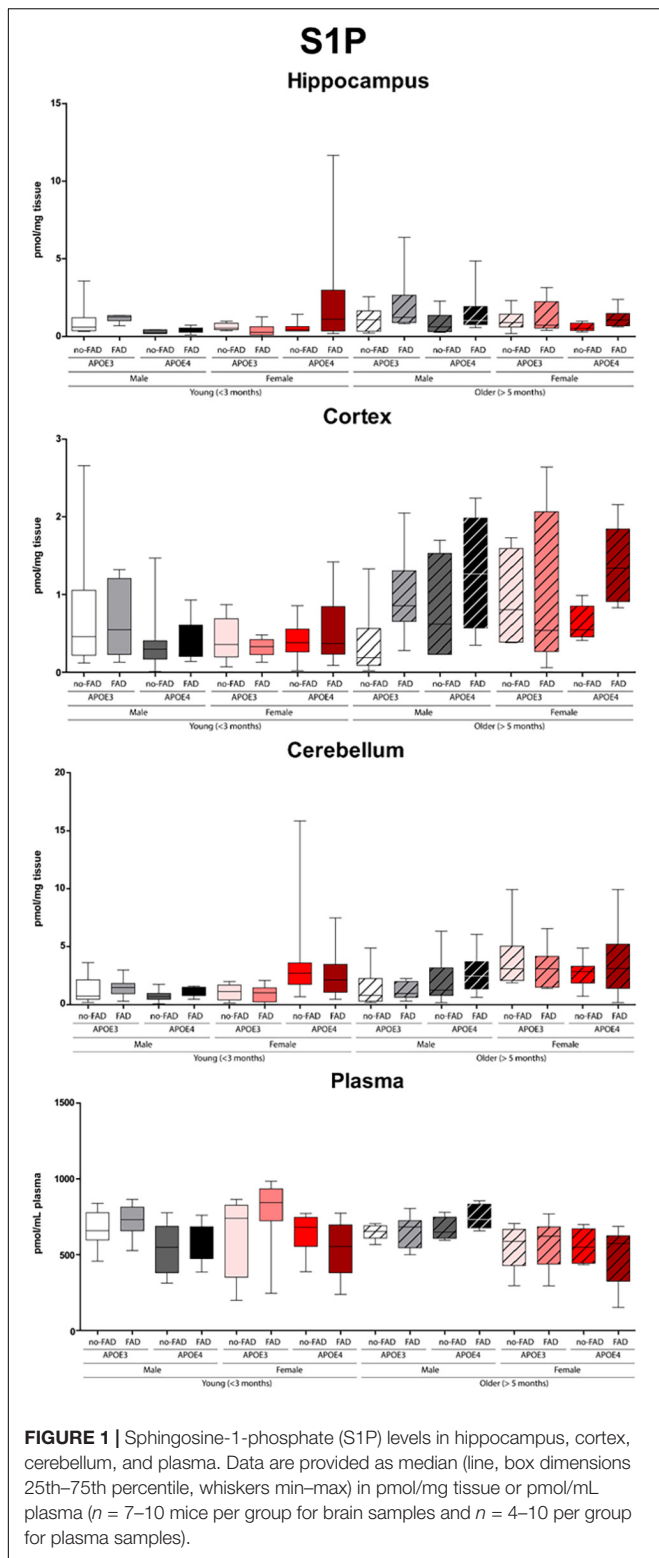 S1P
Hippocampus
15
10
5
0
pmol/mg tissue
no-FAD FAD no-FAD FAD no-FAD FAD no-FAD FAD no-FAD FAD no-FAD FAD no-FAD FAD no-FAD FAD
APOE3 APOE4 APOE3 APOE4 APOE3 APOE4 APOE3 APOE4
Male Female Male Female
Young (<3 months) Older (> 5 months)
Cortex
3
2
1
0
pmol/mg tissue
no-FAD FAD no-FAD FAD no-FAD FAD no-FAD FAD no-FAD FAD no-FAD FAD no-FAD FAD no-FAD FAD
APOE3 APOE4 APOE3 APOE4 APOE3 APOE4 APOE3 APOE4
Male Female Male Female
Young (<3 months) Older (> 5 months)
Cerebellum
20
15
10
5
0
pmol/mg tissue
no-FAD FAD no-FAD FAD no-FAD FAD no-FAD FAD no-FAD FAD no-FAD FAD no-FAD FAD no-FAD FAD
APOE3 APOE4 APOE3 APOE4 APOE3 APOE4 APOE3 APOE4
Male Female Male Female
Young (<3 months) Older (> 5 months)
Plasma
1500
1000
500
0
pmol/mL plasma
no-FAD FAD no-FAD FAD no-FAD FAD no-FAD FAD no-FAD FAD no-FAD FAD no-FAD FAD no-FAD FAD
APOE3 APOE4 APOE3 APOE4 APOE3 APOE4 APOE3 APOE4
Male Female Male Female
Young (<3 months) Older (> 5 months)
FIGURE 1 | Sphingosine-1-phosphate (S1P) levels in hippocampus, cortex,
cerebellum, and plasma. Data are provided as median (line, box dimensions
25th–75th percentile, whiskers min–max) in pmol/mg tissue or pmol/mL
plasma (n = 7–10 mice per group for brain samples and n = 4–10 per group
for plasma samples).